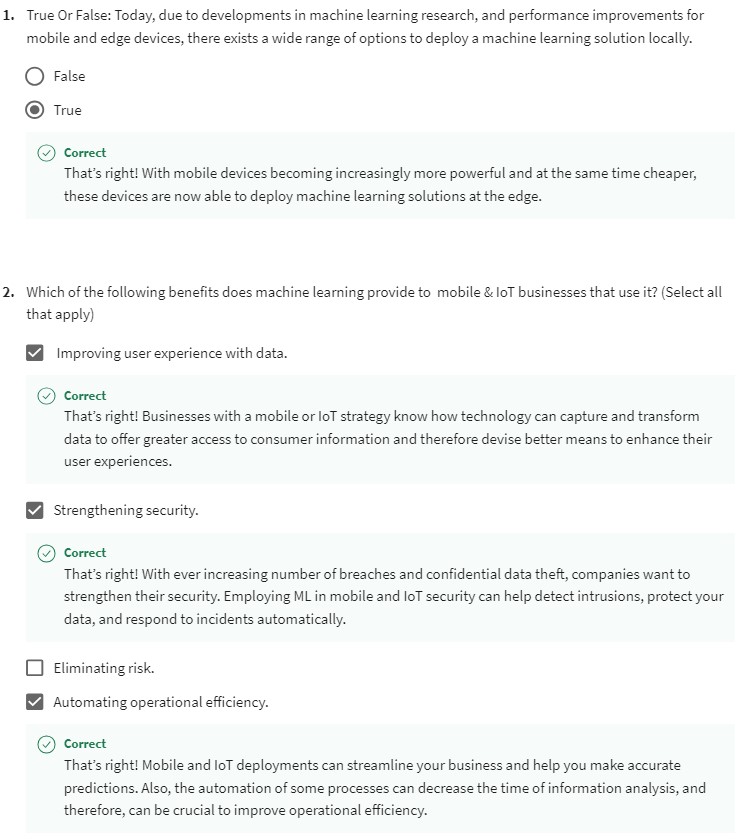 1. True Or False: Today, due to developments in machine learning research, and performance improvements for
mobile and edge devices, there exists a wide range of options to deploy a machine learning solution locally.
False
True
Correct
That's right! With mobile devices becoming increasingly more powerful and at the same time cheaper,
these devices are now able to deploy machine learning solutions at the edge.
2. Which of the following benefits does machine learning provide to mobile & IoT businesses that use it? (Select all
that apply)
Improving user experience with data.
Correct
That's right! Businesses with a mobile or IoT strategy know how technology can capture and transform
data to offer greater access to consumer information and therefore devise better means to enhance their
user experiences.
Strengthening security.
Correct
That's right! With ever increasing number of breaches and confidential data theft, companies want to
strengthen their security. Employing ML in mobile and IoT security can help detect intrusions, protect your
data, and respond to incidents automatically.
Eliminating risk.
Automating operational efficiency.
Correct
That's right! Mobile and IoT deployments can streamline your business and help you make accurate
predictions. Also, the automation of some processes can decrease the time of information analysis, and
therefore, can be crucial to improve operational efficiency.